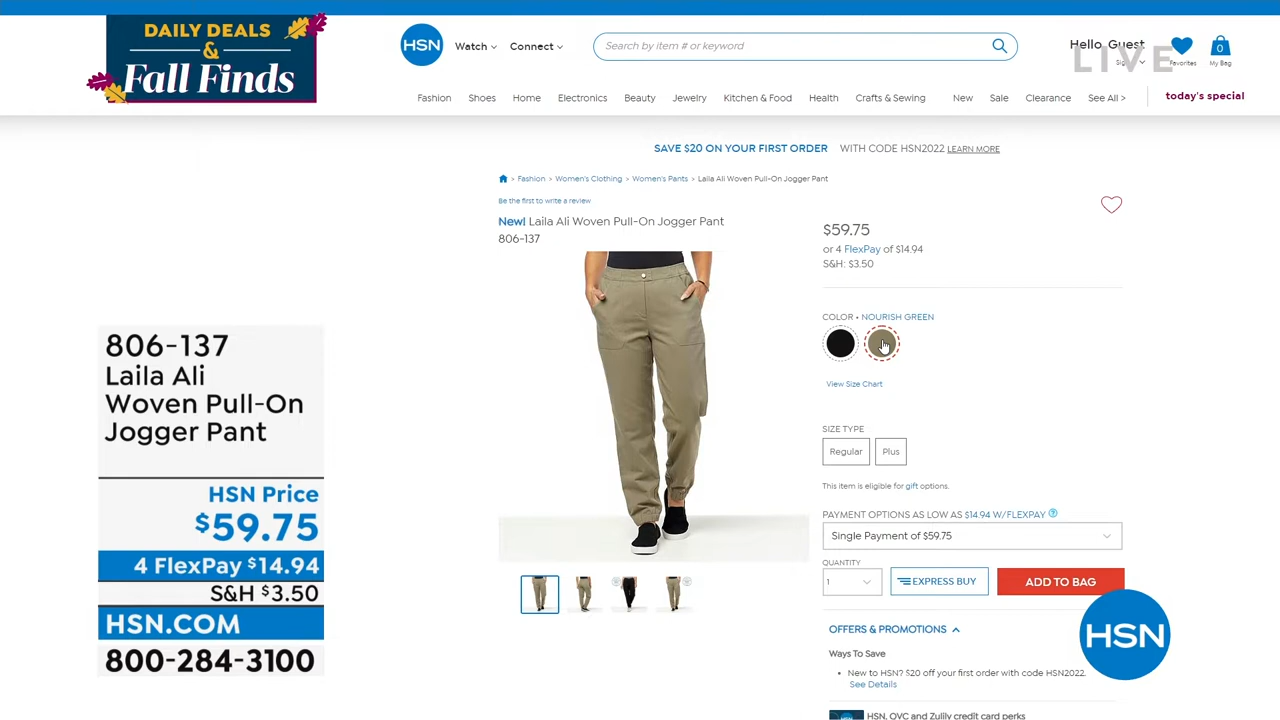 DAILY DEALS
&
Fall Finds
HSN
Watch
Connect
Search by item # or keyword
Hello, Guest
LIVE
Favorites
0
My Bag
Fashion
Shoes
Home
Electronics
Beauty
Jewelry
Kitchen & Food
Health
Crafts & Sewing
New
Sale
Clearance
See All >
today's special
SAVE $20 ON YOUR FIRST ORDER WITH CODE HSN2022 LEARN MORE
> Fashion > Women's Clothing > Women's Pants > Laila Ali Woven Pull-On Jogger Pant
Be the first to write a review
New! Laila Ali Woven Pull-On Jogger Pant
806-137
$59.75
or 4 FlexPay of $14.94
S&H: $3.50
COLOR • NOURISH GREEN
View Size Chart
SIZE TYPE
Regular
Plus
This item is eligible for gift options.
PAYMENT OPTIONS AS LOW AS $14.94 W/FLEXPAY ?
Single Payment of $59.75
QUANTITY
1
EXPRESS BUY
ADD TO BAG
OFFERS & PROMOTIONS
Ways To Save
• New to HSN? $20 off your first order with code HSN2022.
See Details
HSN, QVC and Zulily credit card perks
HSN
806-137
Laila Ali
Woven Pull-On
Jogger Pant
HSN Price
$59.75
4 FlexPay $14.94
S&H $3.50
HSN.COM
800-284-3100